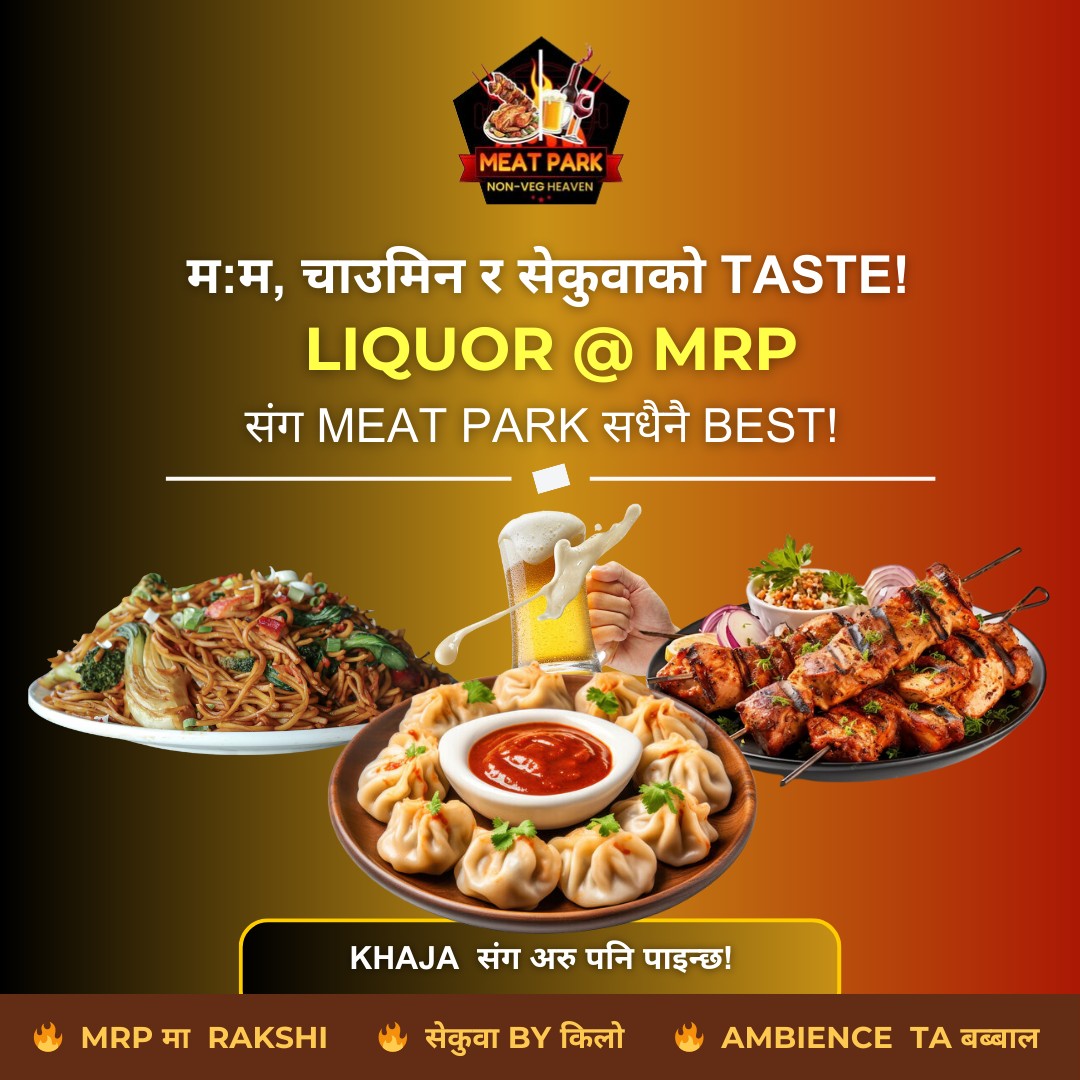 MEAT PARK
NON-VEG HEAVEN
म:म, चाउमिन र सेकुवाको TASTE!
LIQUOR @ MRP
संग MEAT PARK सधैनै BEST!
KHAJA संग अरु पनि पाइन्छ!
MRP मा RAKSHI
सेकुवा BY किलो
AMBIENCE TA बब्बाल